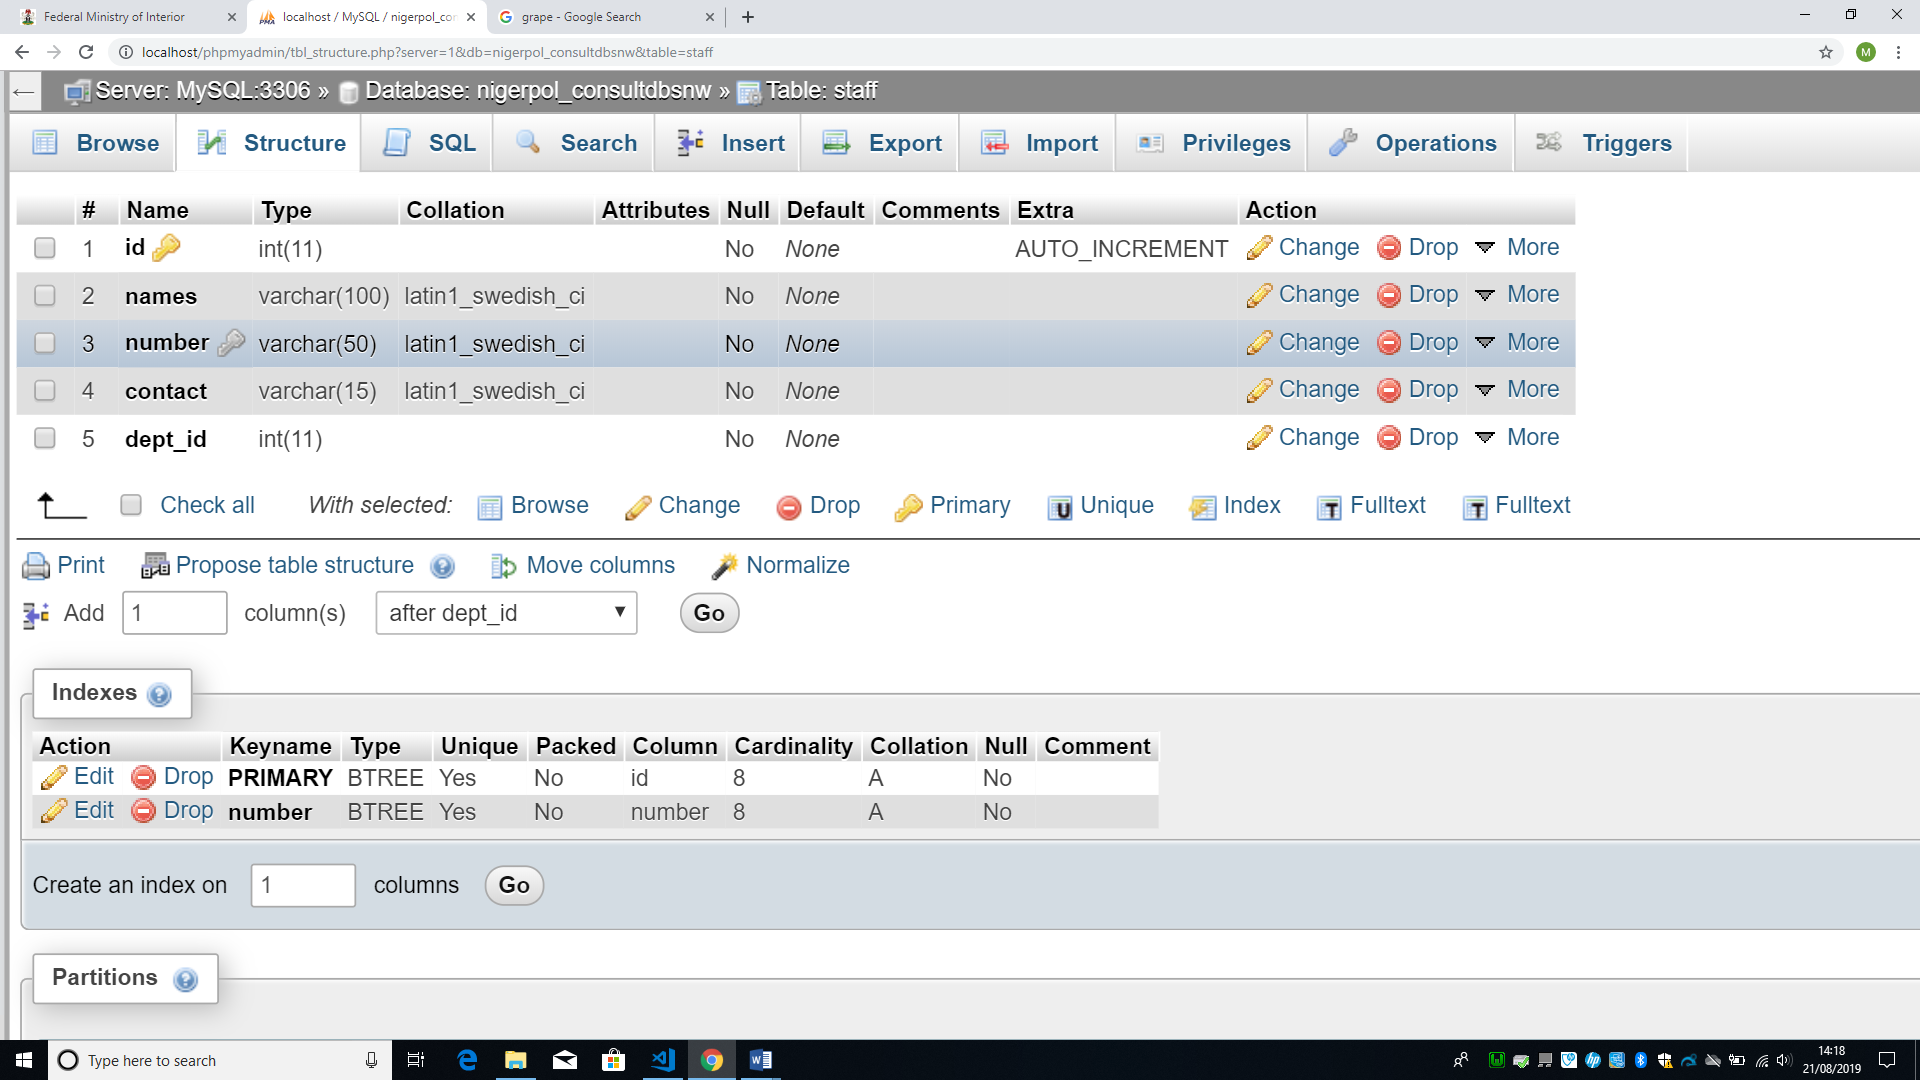 Federal Ministry of Interior
localhost / MySQL / nigerpol_con
grape - Google Search
localhost/phpmyadmin/tbl_structure.php?server=1&db=nigerpol_consultdbsnw&table=staff
M
Server: MySQL:3306 » Database: nigerpol_consultdbsnw » Table: staff
Browse Structure SQL Search Insert Export Import Privileges Operations Triggers
# Name Type Collation Attributes Null Default Comments Extra Action
1 id int(11) No None AUTO_INCREMENT Change Drop More
2 names varchar(100) latin1_swedish_ci No None Change Drop More
3 number varchar(50) latin1_swedish_ci No None Change Drop More
4 contact varchar(15) latin1_swedish_ci No None Change Drop More
5 dept_id int(11) No None Change Drop More
Check all With selected: Browse Change Drop Primary Unique Index Fulltext Fulltext
Print Propose table structure Move columns Normalize
Add 1 column(s) after dept_id Go
Indexes
Action Keyname Type Unique Packed Column Cardinality Collation Null Comment
Edit Drop PRIMARY BTREE Yes No id 8 A No
Edit Drop number BTREE Yes No number 8 A No
Create an index on 1 columns Go
Partitions
Type here to search
14:18
21/08/2019